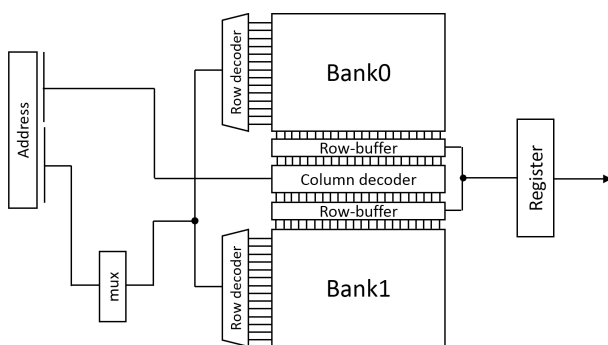 Address
mux
Row decoder
Bank0
Row-buffer
Column decoder
Row-buffer
Row decoder
Bank1
Register